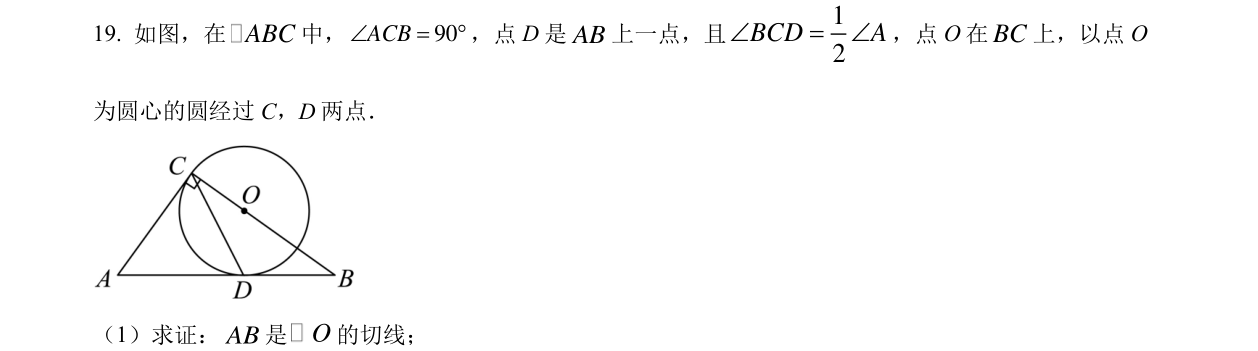 19. 如图，在□ABC中，∠ACB=90°，点D是AB上一点，且∠BCD=\frac{1}{2}∠A，点O在BC上，以点O
为圆心的圆经过C，D两点．
C
O
A
D
B
（1）求证：AB是□O的切线；